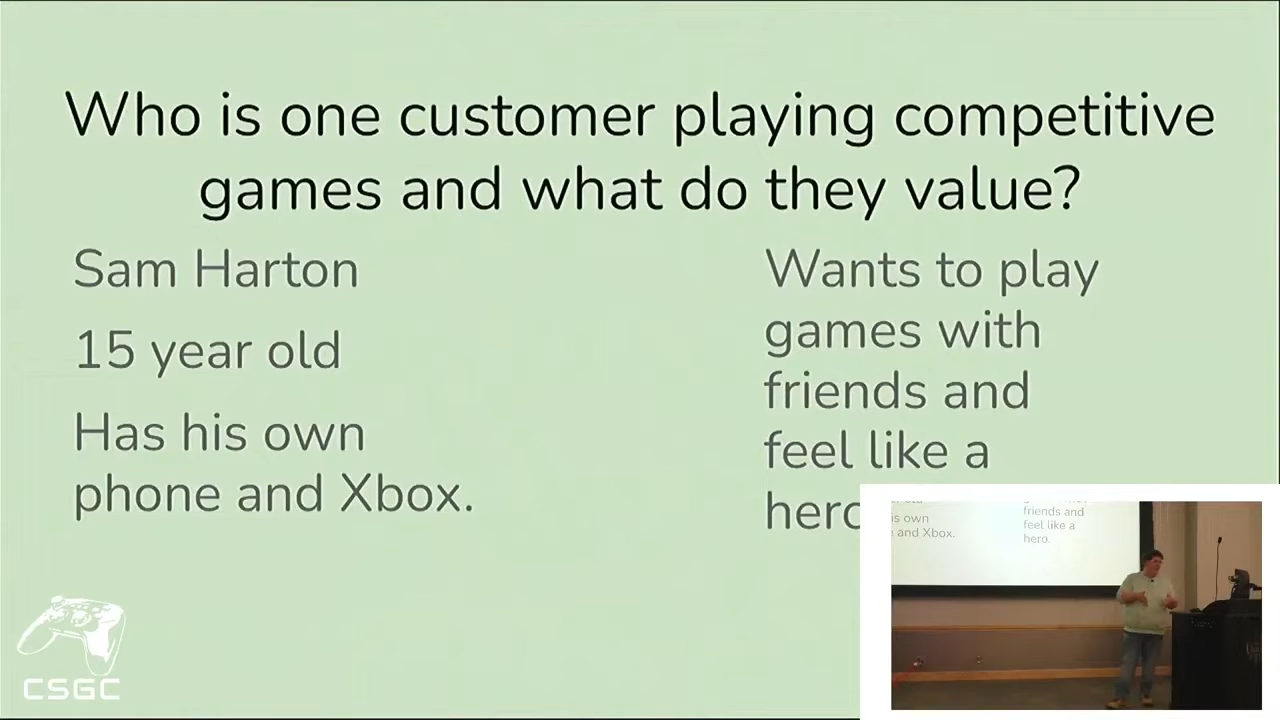 Who is one customer playing competitive
games and what do they value?
Sam Harton
15 year old
Has his own
phone and Xbox.
Wants to play
games with
friends and
feel like a
hero
CSGC
is own
and Xbox.
friends and
feel like a
hero.